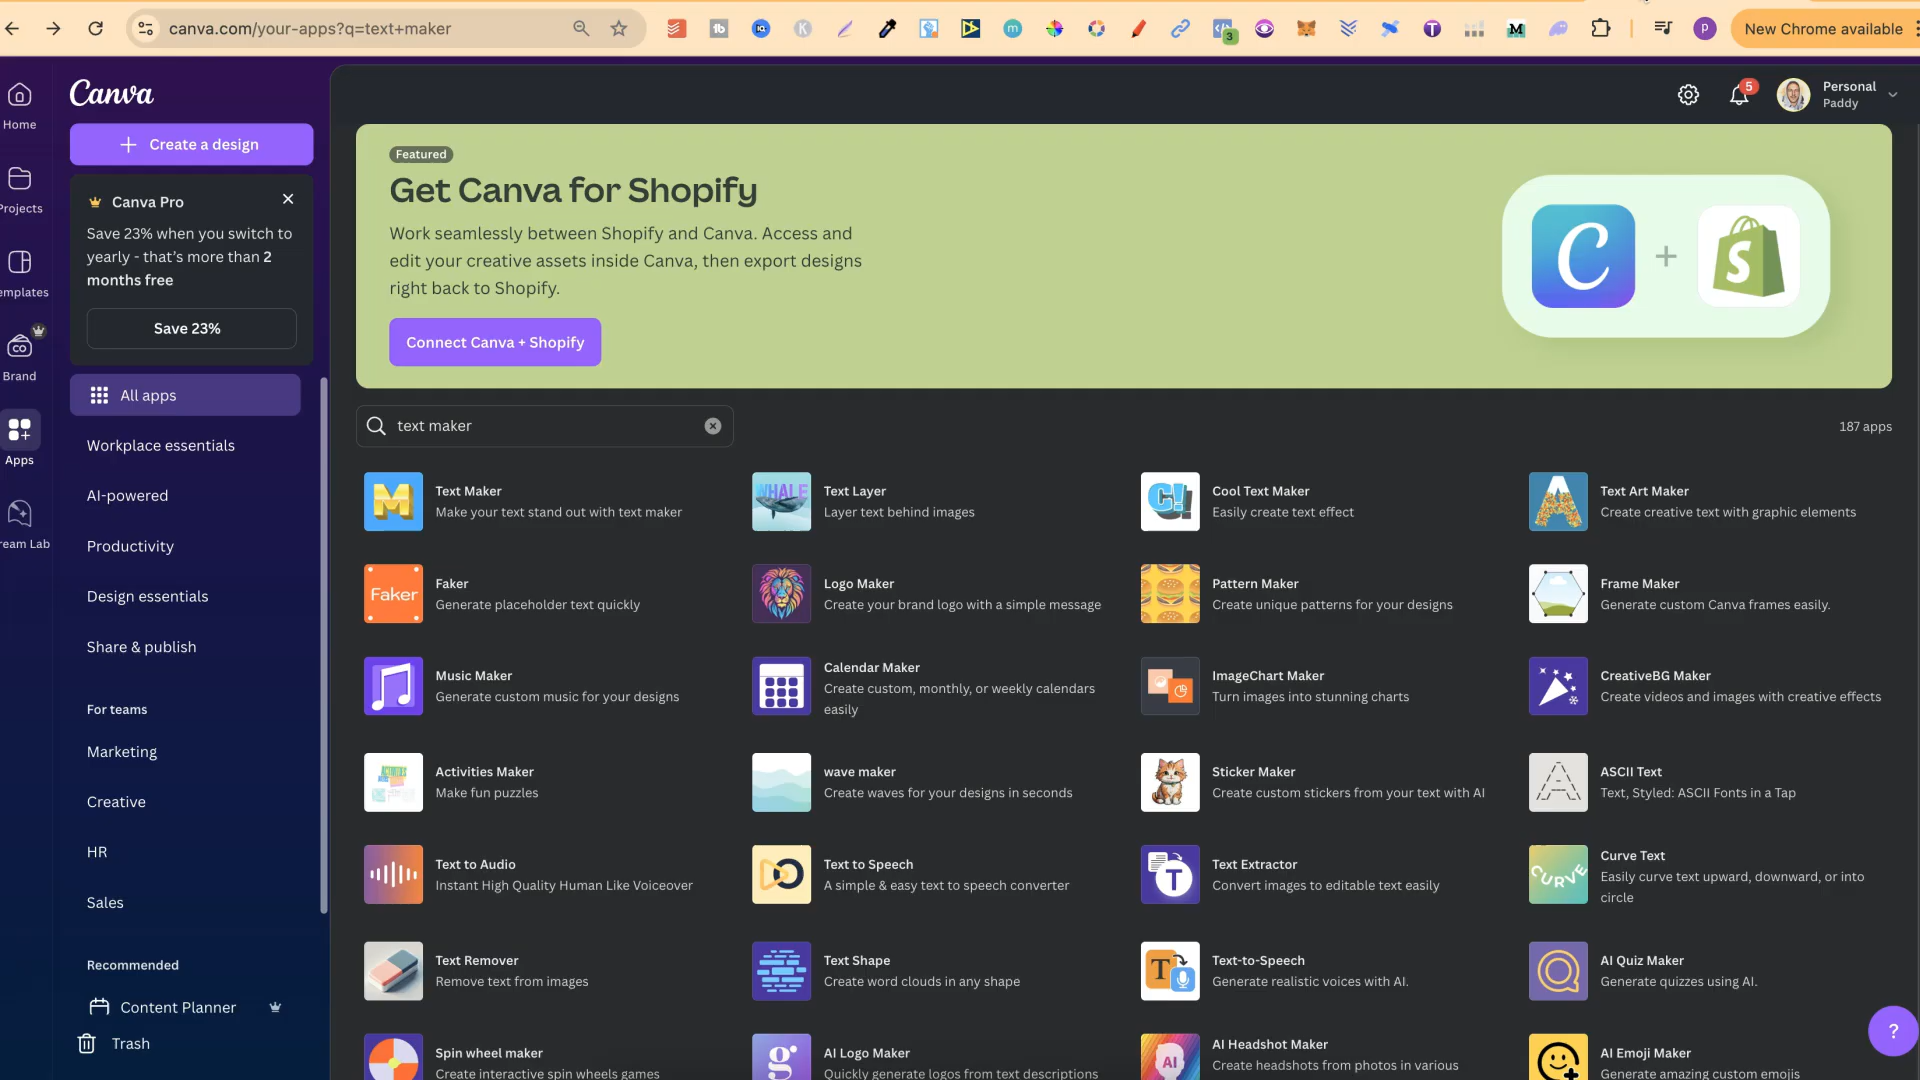 canva.com/your-apps?q=text+maker
3
New Chrome available
Home
Projects
emplates
Brand
Apps
ream Lab
Canva
Create a design
Canva Pro
Save 23% when you switch to
yearly - that's more than 2
months free
Save 23%
All apps
Workplace essentials
AI-powered
Productivity
Design essentials
Share & publish
For teams
Marketing
Creative
HR
Sales
Recommended
Content Planner
Trash
5
Personal
Paddy
Featured
Get Canva for Shopify
Work seamlessly between Shopify and Canva. Access and
edit your creative assets inside Canva, then export designs
right back to Shopify.
Connect Canva + Shopify
C
+
S
text maker
187 apps
M
Text Maker
Make your text stand out with text maker
WHALE
Text Layer
Layer text behind images
C!
Cool Text Maker
Easily create text effect
A
Text Art Maker
Create creative text with graphic elements
Faker
Faker
Generate placeholder text quickly
Logo Maker
Create your brand logo with a simple message
Pattern Maker
Create unique patterns for your designs
Frame Maker
Generate custom Canva frames easily.
Music Maker
Generate custom music for your designs
Calendar Maker
Create custom, monthly, or weekly calendars
easily
ImageChart Maker
Turn images into stunning charts
CreativeBG Maker
Create videos and images with creative effects
ACTIVITIES
Activities Maker
Make fun puzzles
wave maker
Create waves for your designs in seconds
Sticker Maker
Create custom stickers from your text with AI
A
ASCII Text
Text, Styled: ASCII Fonts in a Tap
Text to Audio
Instant High Quality Human Like Voiceover
Text to Speech
A simple & easy text to speech converter
T
Text Extractor
Convert images to editable text easily
CURVE
Curve Text
Easily curve text upward, downward, or into
circle
Text Remover
Remove text from images
Text Shape
Create word clouds in any shape
T
Text-to-Speech
Generate realistic voices with AI.
AI Quiz Maker
Generate quizzes using AI.
Spin wheel maker
Create interactive spin wheels games
g
AI Logo Maker
Quickly generate logos from text descriptions
AI
AI Headshot Maker
Create headshots from photos in various
AI Emoji Maker
Generate amazing custom emojis
?